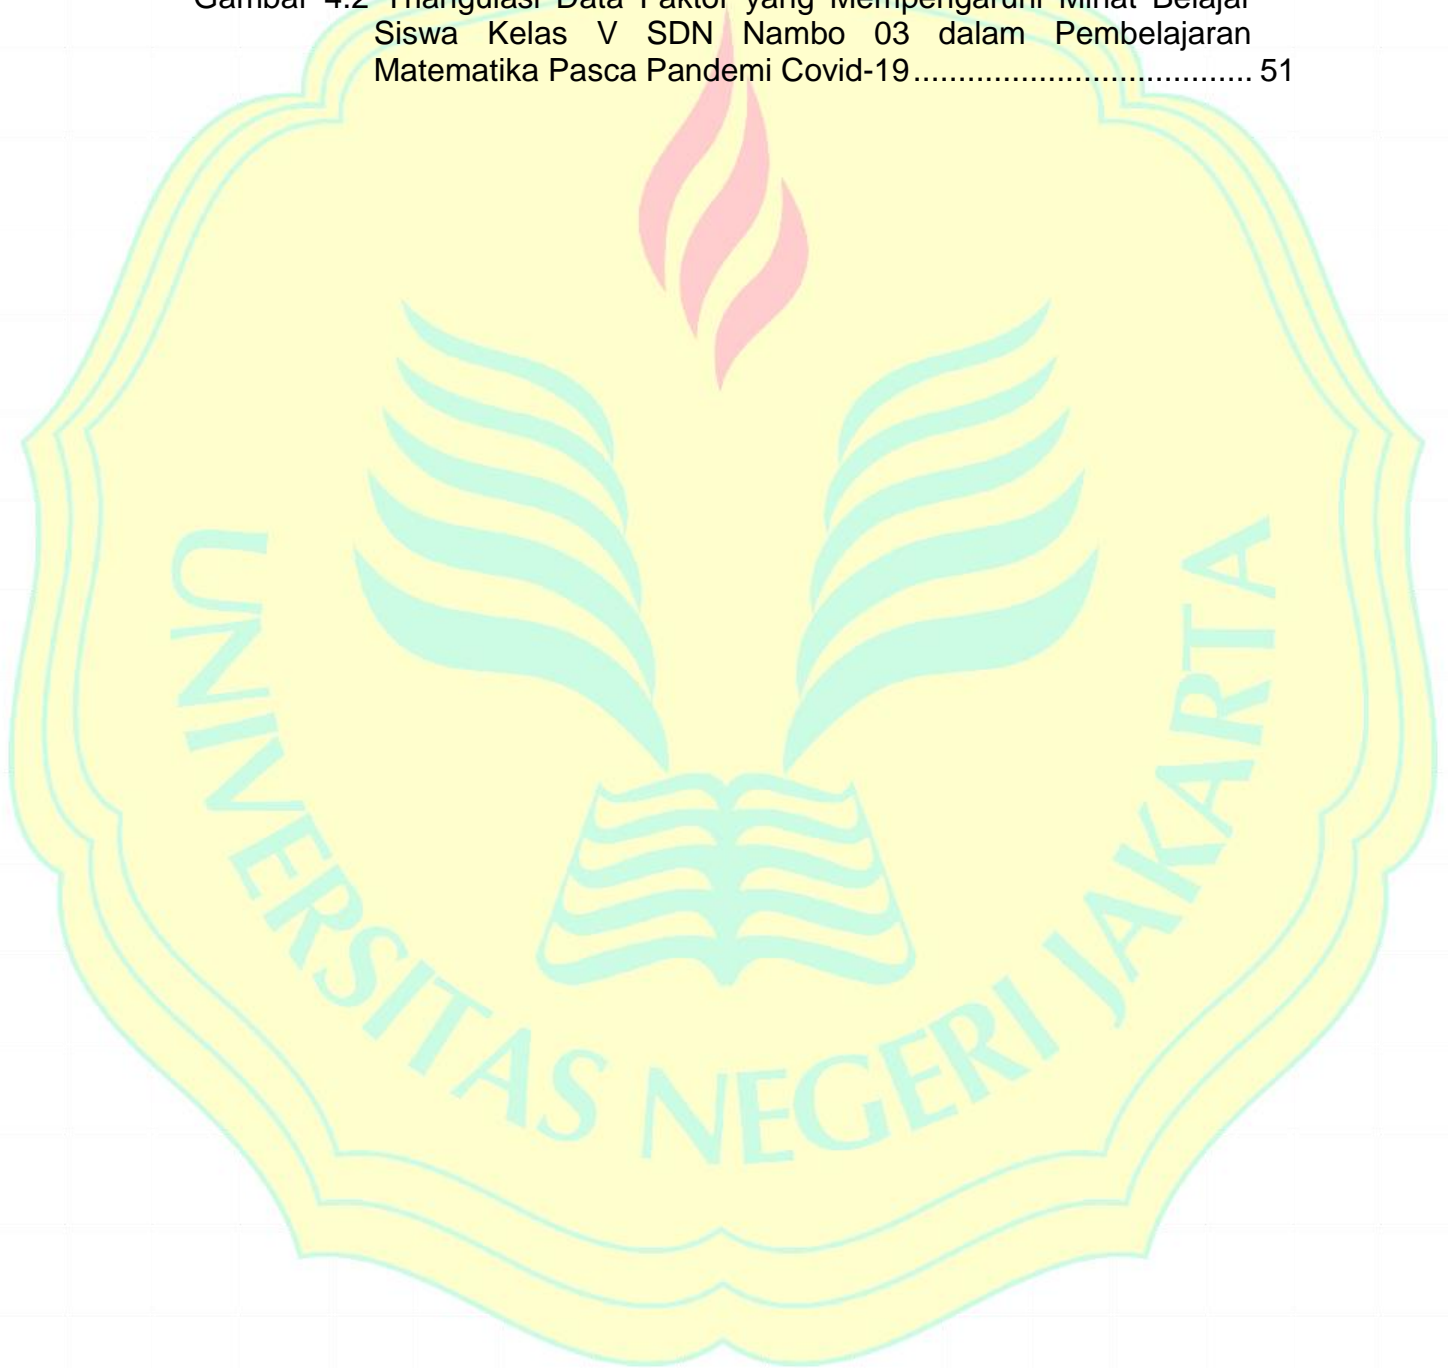 Gambar 4.2 Triangulasi Data Faktor yang Mempengaruhi Minat Belajar
Siswa Kelas V SDN Nambo 03 dalam Pembelajaran
Matematika Pasca Pandemi Covid-19...................................... 51
UNIVERSITAS NEGERI JAKARTA